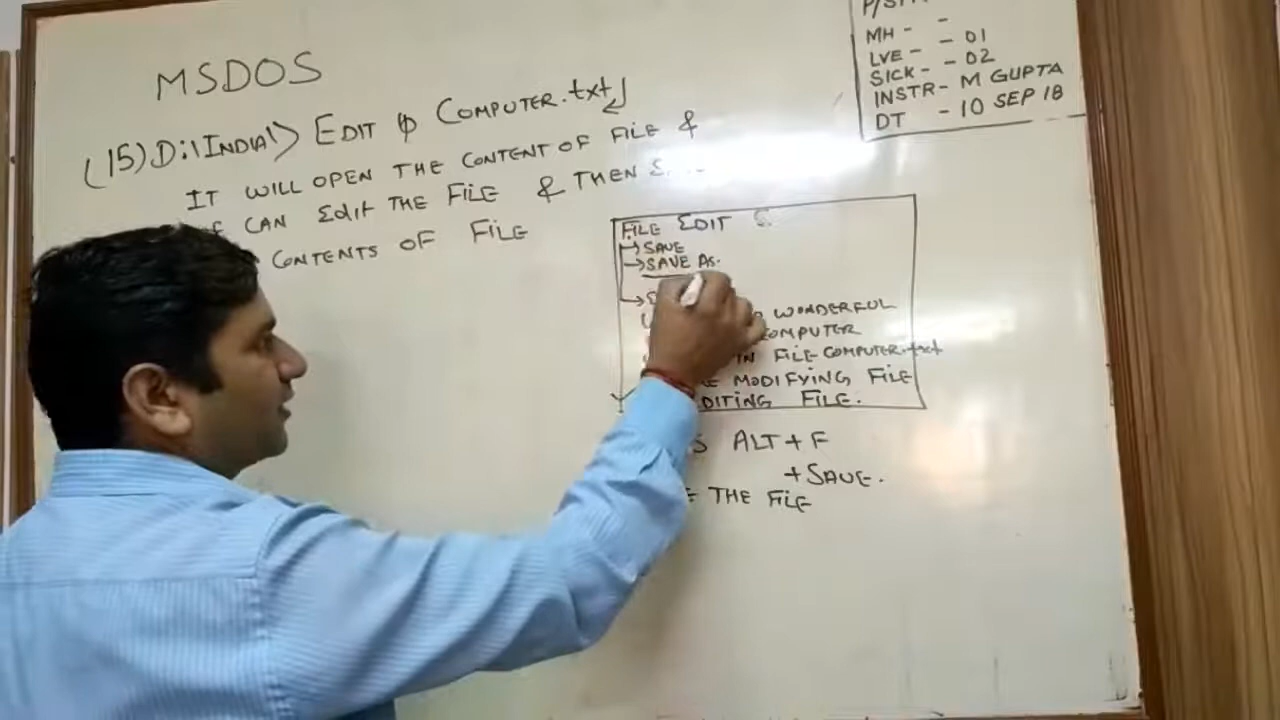 MSDOS
(15) D:\INDIA\> EDIT ␢ COMPUTER.txt↲
IT WILL OPEN THE CONTENT OF FILE &
CAN Edit THE FILE & THEN
CONTENTS OF FILE
FILE EDIT
→SAVE
→SAVE AS.
WONDERFUL
COMPUTER
IN FILE COMPUTER.txt
MODIFYING FILE
DITING FILE.
ALT+F
+SAVE.
THE FILE
MH - -
LVE - - 01
SICK - - 02
INSTR- M GUPTA
DT - 10 SEP 18